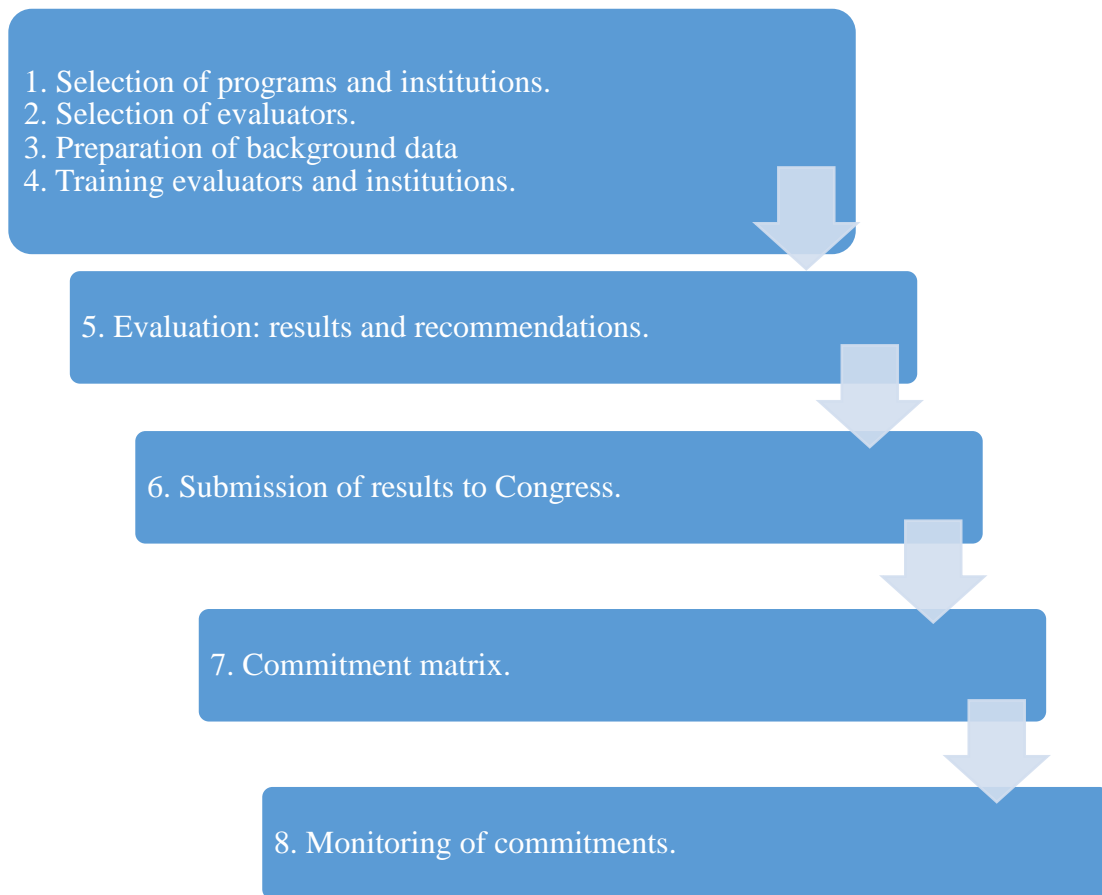 1. Selection of programs and institutions.
2. Selection of evaluators.
3. Preparation of background data
4. Training evaluators and institutions.
5. Evaluation: results and recommendations.
6. Submission of results to Congress.
7. Commitment matrix.
8. Monitoring of commitments.